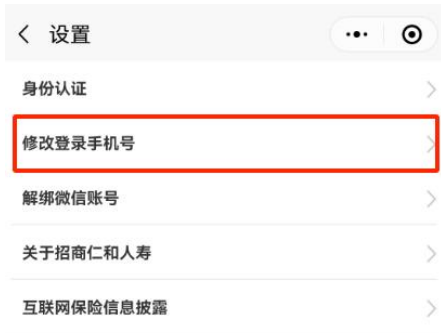 设置
身份认证
修改登录手机号
解绑微信账号
关于招商仁和人寿
互联网保险信息披露